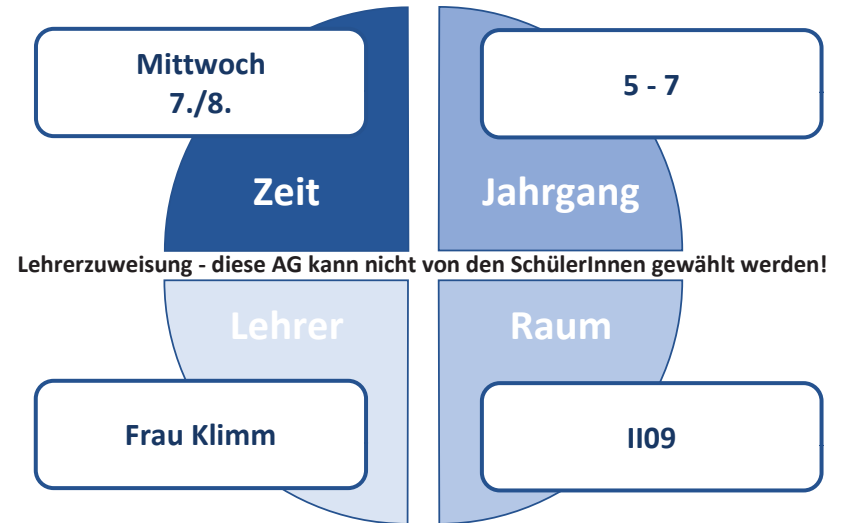 Mittwoch
7./8.
5 - 7
Zeit
Jahrgang
Lehrerzuweisung - diese AG kann nicht von den SchülerInnen gewählt werden!
Lehrer
Raum
Frau Klimm
II09